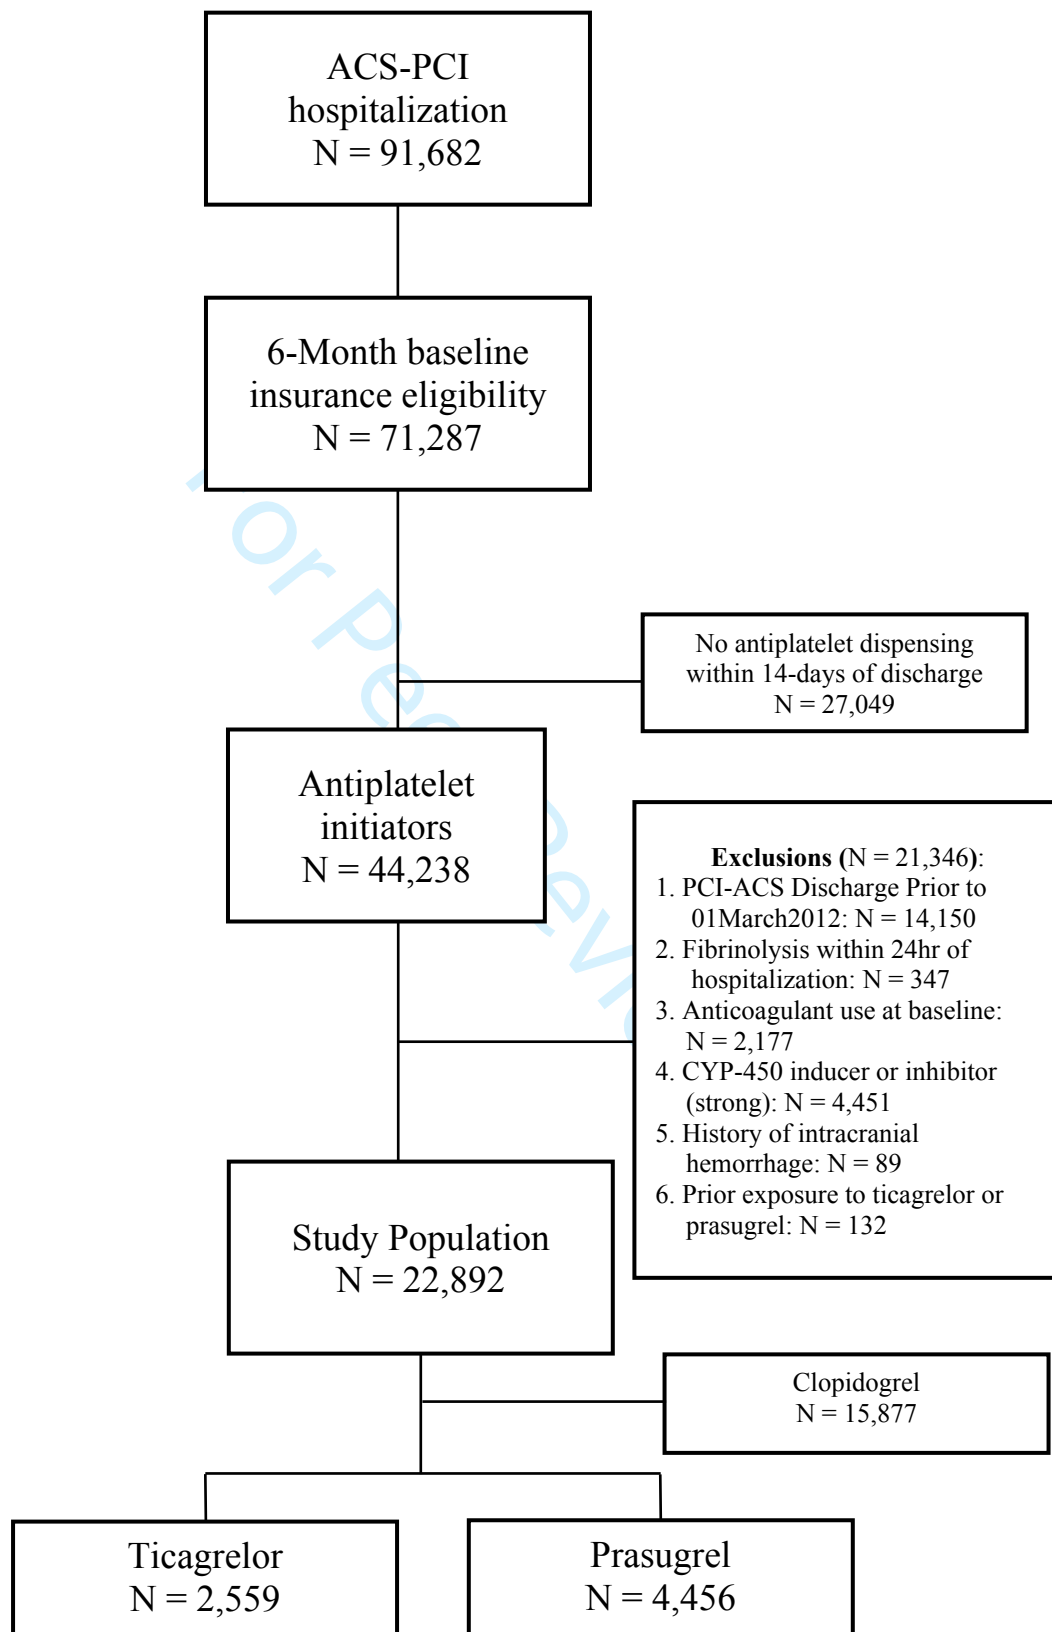 ACS-PCI
hospitalization
N = 91,682
6-Month baseline
insurance eligibility
N = 71,287
No antiplatelet dispensing
within 14-days of discharge
N = 27,049
Antiplatelet
initiators
N = 44,238
Exclusions (N = 21,346):
1. PCI-ACS Discharge Prior to
01March2012: N = 14,150
2. Fibrinolysis within 24hr of
hospitalization: N = 347
3. Anticoagulant use at baseline:
N = 2,177
4. CYP-450 inducer or inhibitor
(strong): N = 4,451
5. History of intracranial
hemorrhage: N = 89
6. Prior exposure to ticagrelor or
prasugrel: N = 132
Study Population
N = 22,892
Clopidogrel
N = 15,877
Ticagrelor
N = 2,559
Prasugrel
N = 4,456